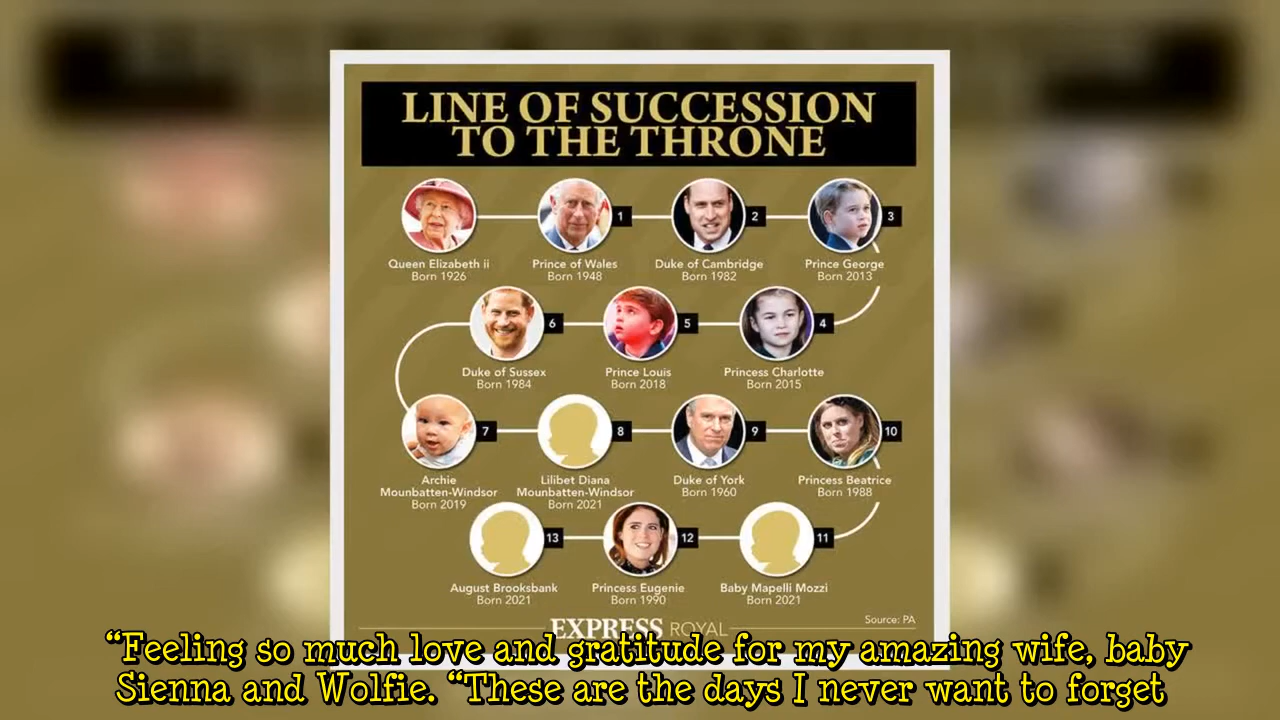 LINE OF SUCCESSION
TO THE THRONE
1
2
3
Queen Elizabeth ii
Born 1926
Prince of Wales
Born 1948
Duke of Cambridge
Born 1982
Prince George
Born 2013
6
5
4
Duke of Sussex
Born 1984
Prince Louis
Born 2018
Princess Charlotte
Born 2015
7
8
9
10
Archie
Mounbatten-Windsor
Born 2019
Lilibet Diana
Mounbatten-Windsor
Born 2021
Duke of York
Born 1960
Princess Beatrice
Born 1988
13
12
11
August Brooksbank
Born 2021
Princess Eugenie
Born 1990
Baby Mapelli Mozzi
Born 2021
Source: PA
EXPRESS ROYAL
“Feeling so much love and gratitude for my amazing wife, baby
Sienna and Wolfie. “These are the days I never want to forget